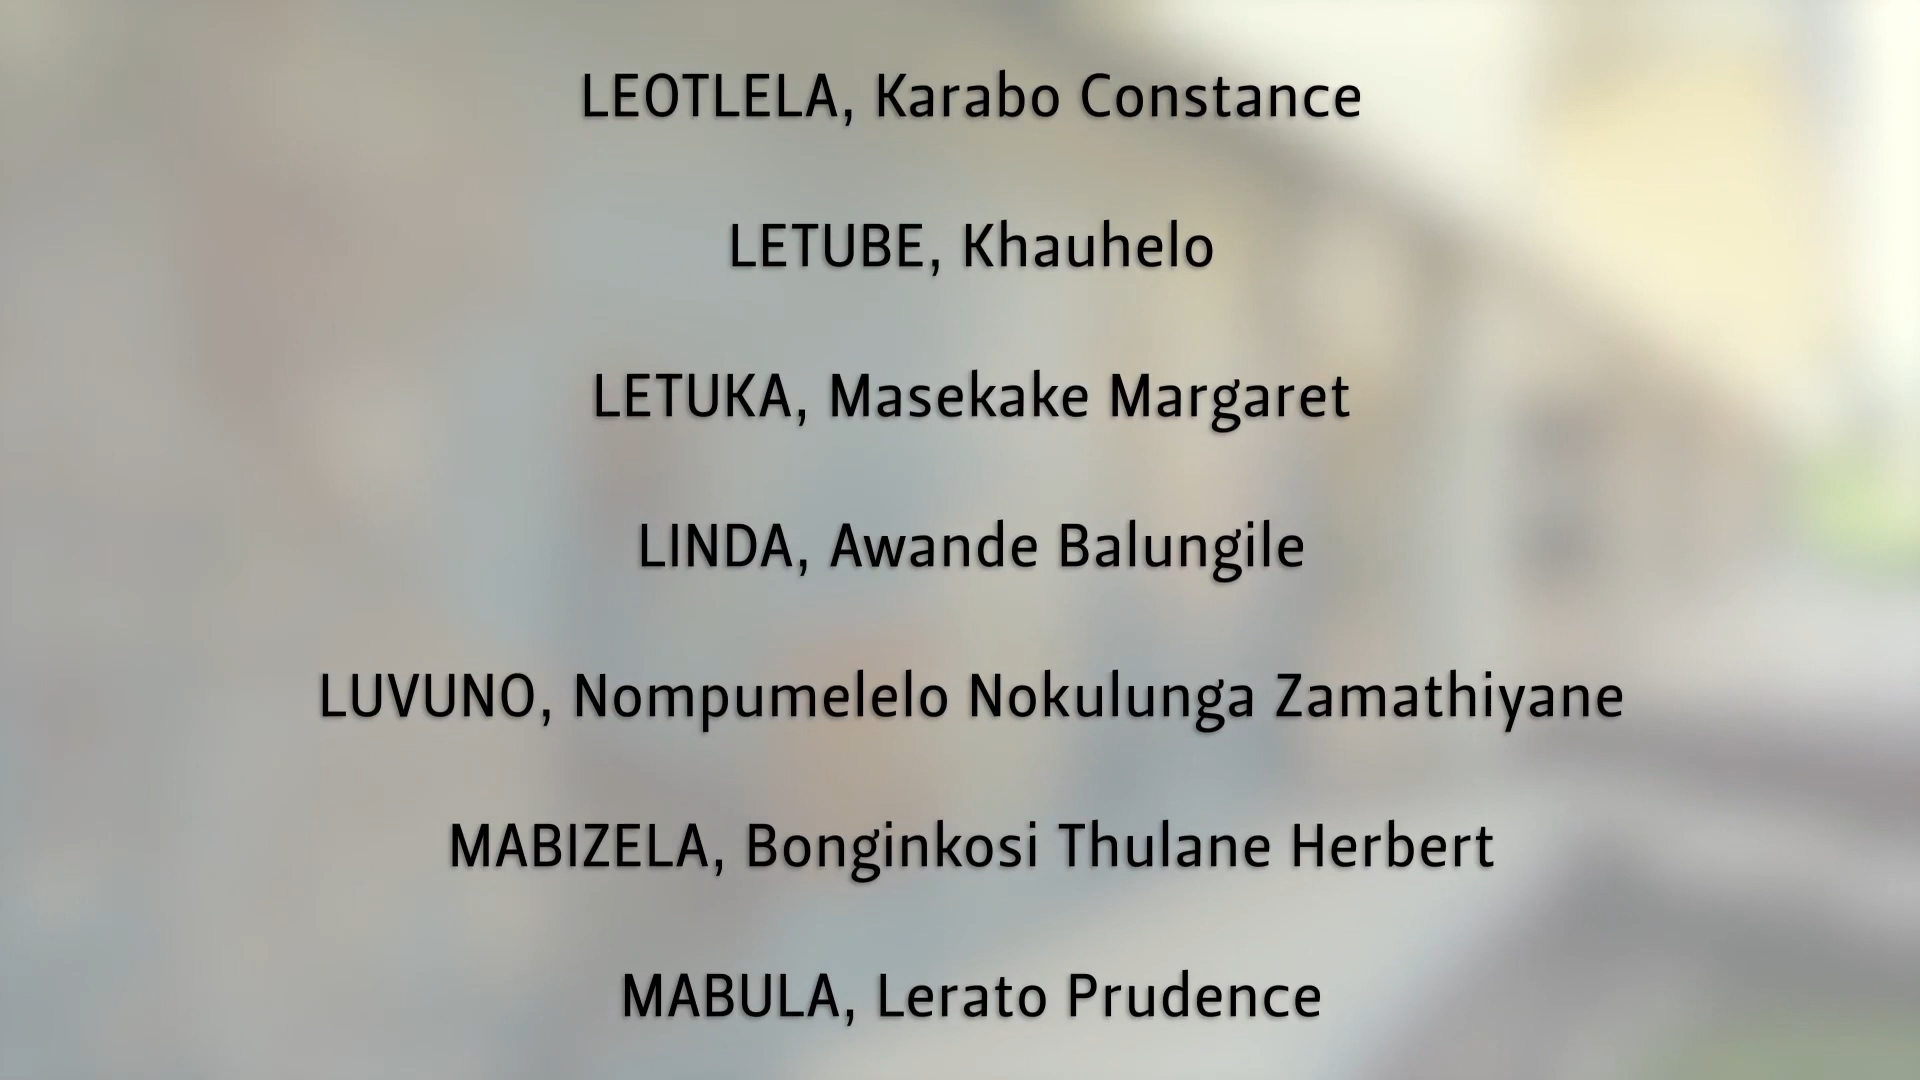 LEOTLELA, Karabo Constance
LETUBE, Khauhelo
LETUKA, Masekake Margaret
LINDA, Awande Balungile
LUVUNO, Nompumelelo Nokulunga Zamathiyane
MABIZELA, Bonginkosi Thulane Herbert
MABULA, Lerato Prudence